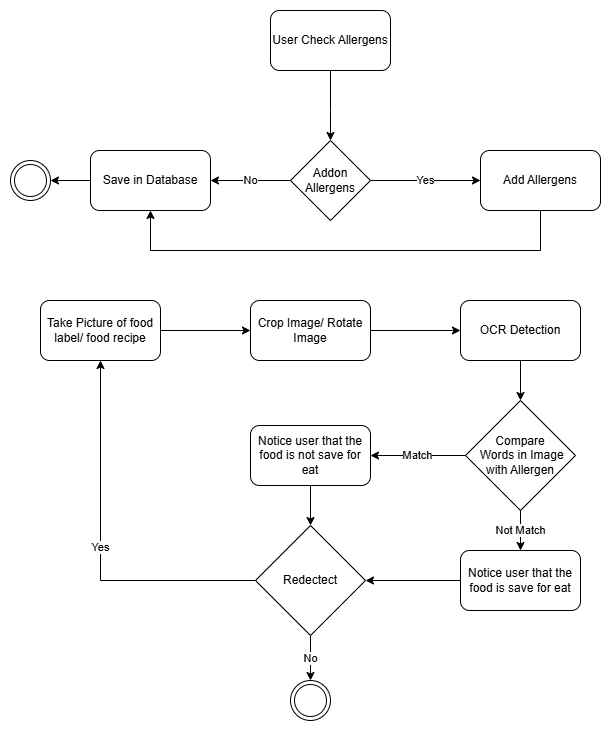 User Check Allergens
Addon
Allergens
No
Yes
Save in Database
Add Allergens
Take Picture of food
label/ food recipe
Crop Image/ Rotate
Image
OCR Detection
Compare
Words in Image
with Allergen
Match
Notice user that the
food is not save for
eat
Not Match
Notice user that the
food is save for eat
Redectect
Yes
No